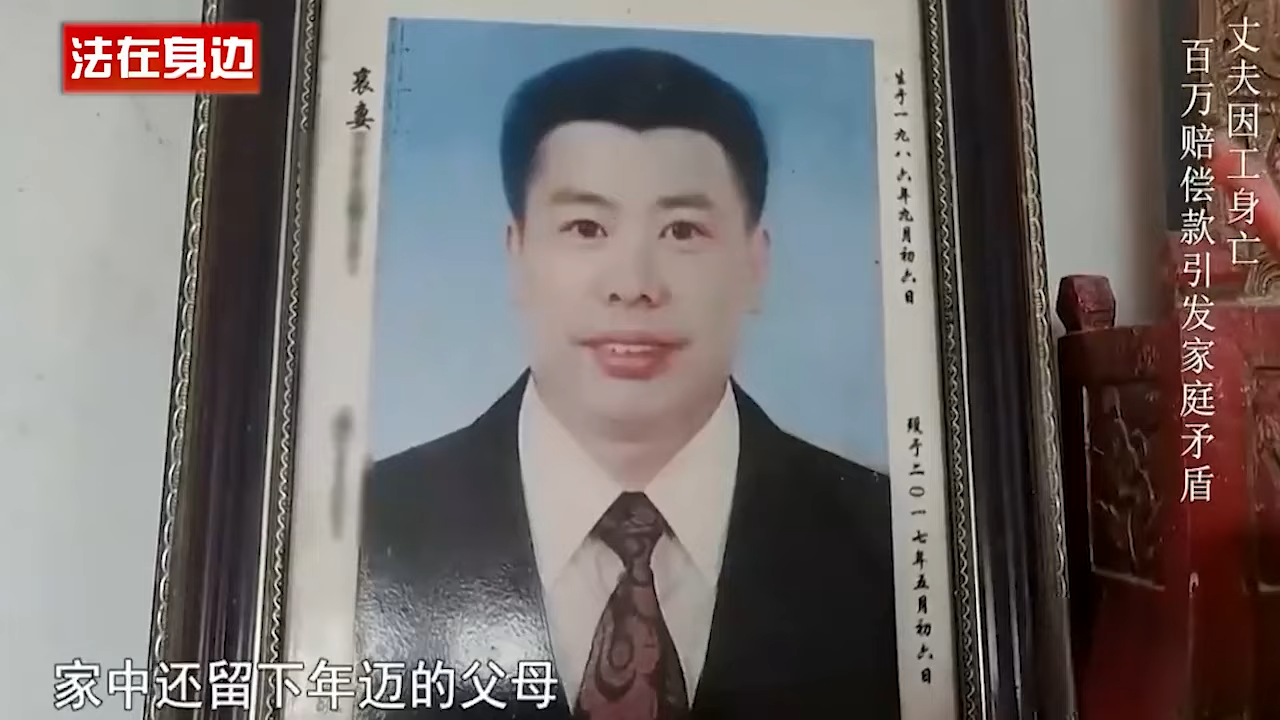 法在身边
丈夫因工身亡
百万赔偿款引发家庭矛盾
哀妻
生于一九八六年九月初六日
殁于二〇一七年五月初六日
家中还留下年迈的父母